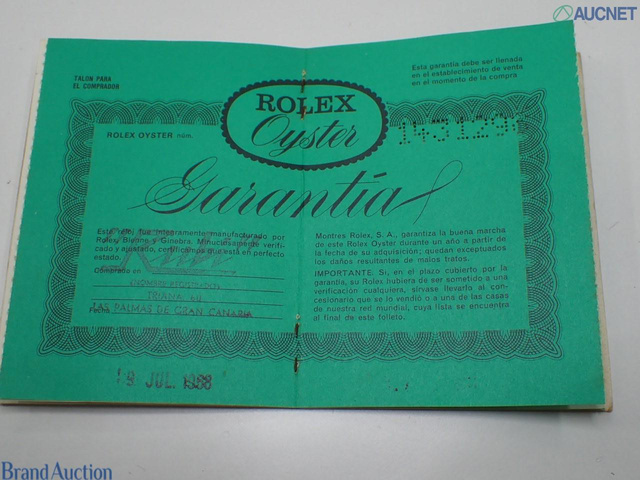 AUCNET
TALON PARA
EL COMPRADOR
Esta garantía debe ser llenada
en el establecimiento de venta
en el momento de la compra
ROLEX
Oyster
ROLEX OYSTER núm.
143129
Garantía
Este reloj fué íntegramente manufacturado por
Rolex, Bienne y Ginebra. Minuciosamente verifi-
cado y ajustado, certificamos que está en perfecto
estado.
Comprado en
TRIANA
Fecha
LAS PALMAS DE GRAN CANARIA
Montres Rolex, S. A., garantiza la buena marcha
de este Rolex Oyster durante un año a partir de
la fecha de su adquisición; quedan exceptuados
los daños resultantes de malos tratos.
IMPORTANTE: Si, en el plazo cubierto por la
garantía, su Rolex hubiera de ser sometido a una
verificación cualquiera, sírvase llevarlo al con-
cesionario que se lo vendió o a una de las casas
de nuestra red mundial, cuya lista se encuentra
al final de este folleto.
JUL. 1968
Brand Auction